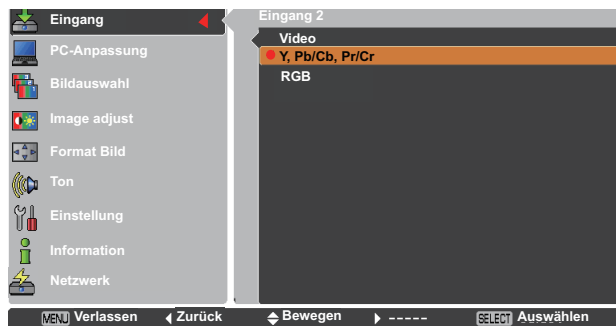 Eingang
PC-Anpassung
Bildauswahl
Image adjust
Format Bild
Ton
Einstellung
Information
Netzwerk
Eingang 2
Video
Y, Pb/Cb, Pr/Cr
RGB
MENU Verlassen Zurück Bewegen ----- SELECT Auswählen